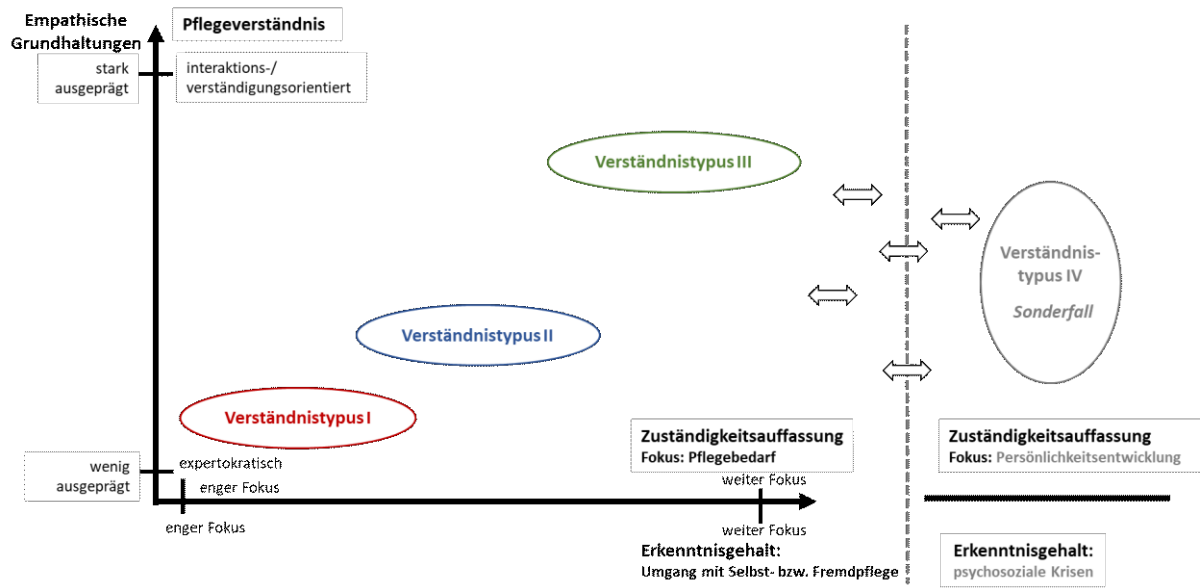 Empathische
Grundhaltungen
Pflegeverständnis
stark
ausgeprägt
interaktions-/
verständigungsorientiert
Verständnistypus III
Verständnis-
typus IV
Sonderfall
Verständnistypus II
Verständnistypus I
Zuständigkeitsauffassung
Fokus: Pflegebedarf
Zuständigkeitsauffassung
Fokus: Persönlichkeitsentwicklung
wenig
ausgeprägt
expertokratisch
enger Fokus
weiter Fokus
enger Fokus
weiter Fokus
Erkenntnisgehalt:
Umgang mit Selbst- bzw. Fremdpflege
Erkenntnisgehalt:
psychosoziale Krisen